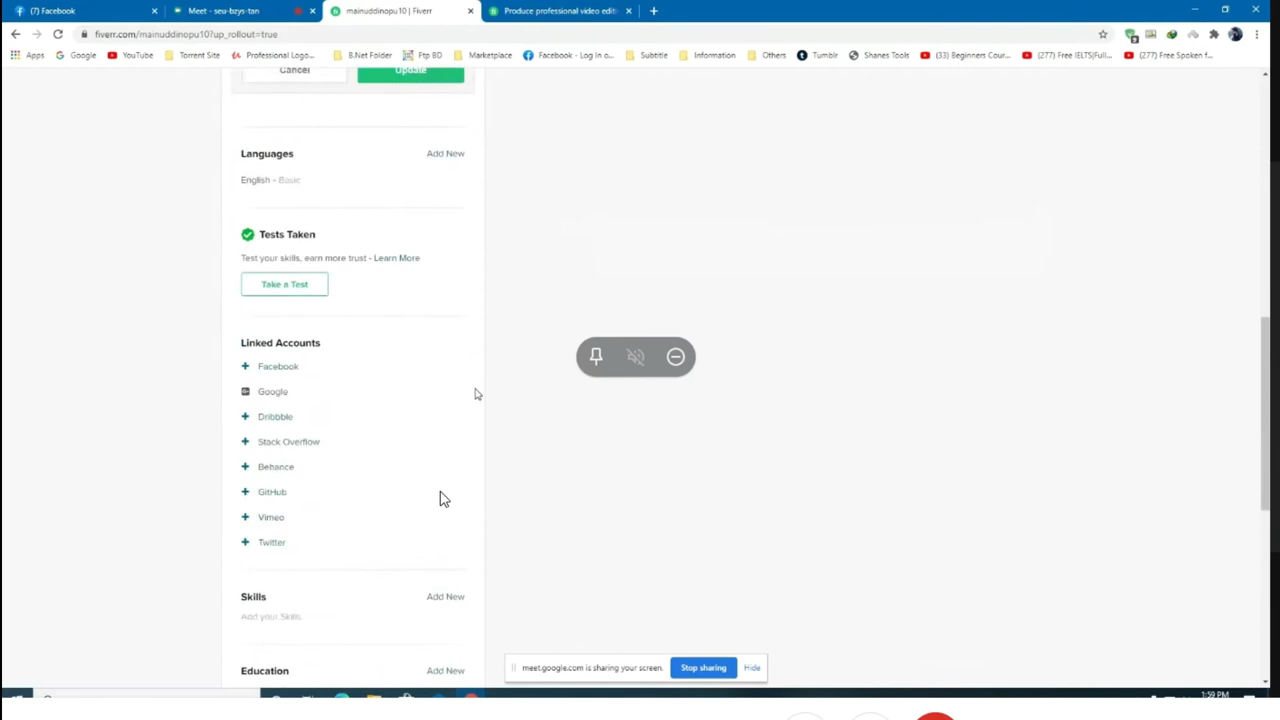 (7) Facebook
Meet - seu-bzys-tan
mainuddinopu10 | Fiverr
Produce professional video editi
fiverr.com/mainuddinopu10?up_rollout=true
Apps
Google
YouTube
Torrent Site
Professional Logo...
B.Net Folder
Ftp BD
Marketplace
Facebook - Log In o...
Subtitle
Information
Others
Tumblr
Shanes Tools
(33) Beginners Cour...
(277) Free IELTS|Full...
(277) Free Spoken f...
Cancel
Update
Languages
Add New
English - Basic
Tests Taken
Test your skills, earn more trust - Learn More
Take a Test
Linked Accounts
Facebook
Google
Dribbble
Stack Overflow
Behance
GitHub
Vimeo
Twitter
Skills
Add New
Add your Skills.
Education
Add New
meet.google.com is sharing your screen.
Stop sharing
Hide
1:59 PM